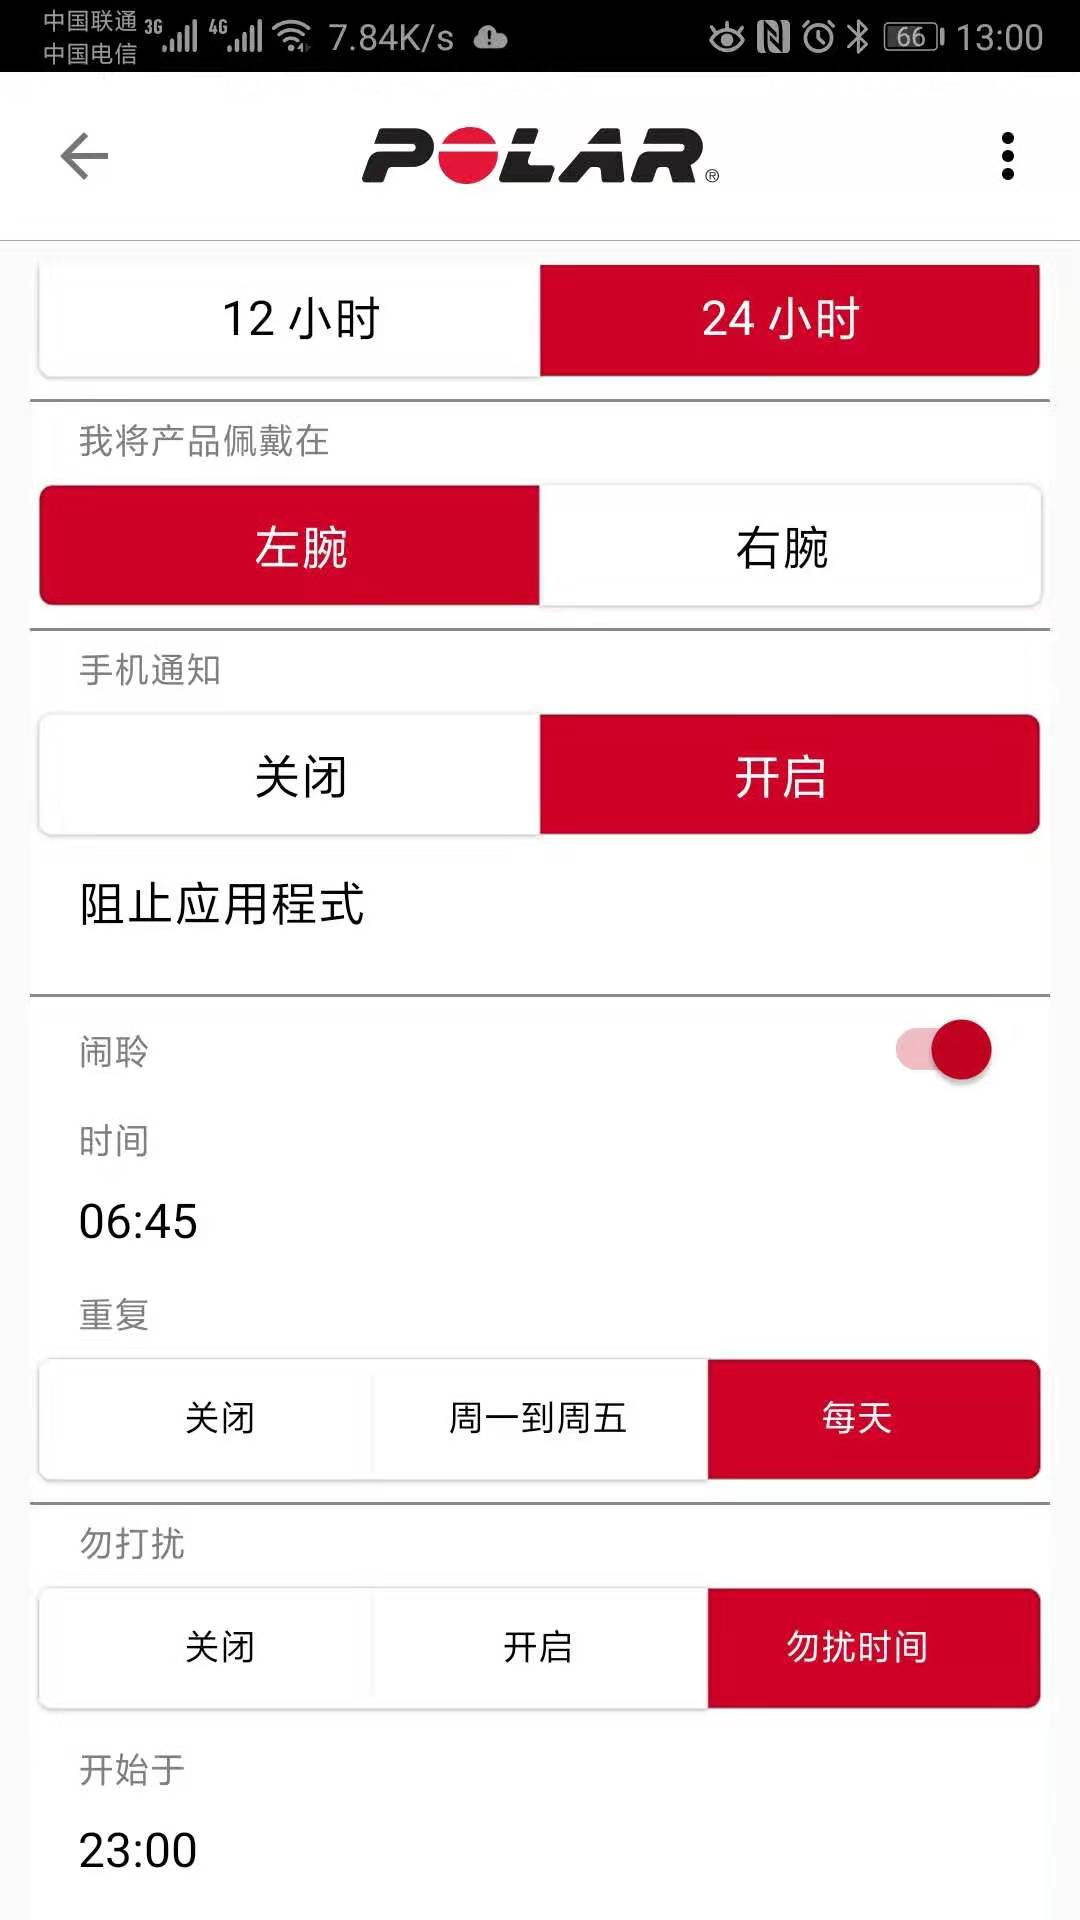 中国联通 3G 4G 7.84K/s 66 13:00
中国电信
POLAR®
12 小时 24 小时
我将产品佩戴在
左腕 右腕
手机通知
关闭 开启
阻止应用程式
闹聆
时间
06:45
重复
关闭 周一到周五 每天
勿打扰
关闭 开启 勿扰时间
开始于
23:00